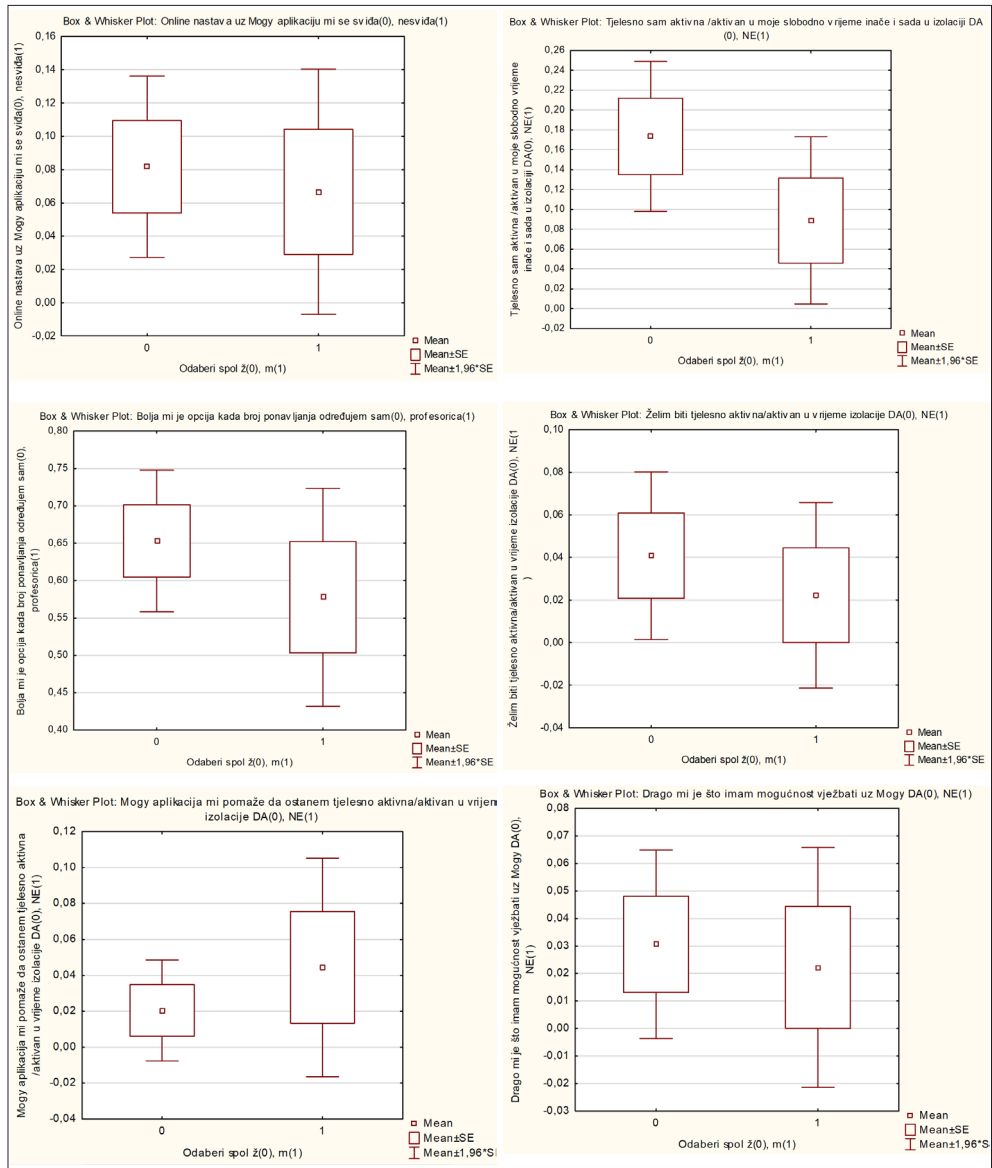 Box & Whisker Plot: Online nastava uz Mogy aplikaciju mi se sviđa(0), nesviđa(1)
Online nastava uz Mogy aplikaciju mi se sviđa(0), nesviđa(1)
0,16
0,14
0,12
0,10
0,08
0,06
0,04
0,02
0,00
-0,02
0
1
Odaberi spol ž(0), m(1)
Mean
Mean±SE
Mean±1,96*SE
Box & Whisker Plot: Tjelesno sam aktivna /aktivan u moje slobodno vrijeme inače i sada u izolaciji DA
(0), NE(1)
Tjelesno sam aktivna /aktivan u moje slobodno vrijeme
inače i sada u izolaciji DA(0), NE(1)
0,26
0,24
0,22
0,20
0,18
0,16
0,14
0,12
0,10
0,08
0,06
0,04
0,02
0,00
-0,02
0
1
Odaberi spol ž(0), m(1)
Mean
Mean±SE
Mean±1,96*SE
Box & Whisker Plot: Bolja mi je opcija kada broj ponavljanja određujem sam(0), profesorica(1)
Bolja mi je opcija kada broj ponavljanja određujem sam(0),
profesorica(1)
0,80
0,75
0,70
0,65
0,60
0,55
0,50
0,45
0,40
0
1
Odaberi spol ž(0), m(1)
Mean
Mean±SE
Mean±1,96*SE
Box & Whisker Plot: Želim biti tjelesno aktivna/aktivan u vrijeme izolacije DA(0), NE(1)
Želim biti tjelesno aktivna/aktivan u vrijeme izolacije DA(0), NE(1
)
0,10
0,08
0,06
0,04
0,02
0,00
-0,02
-0,04
0
1
Odaberi spol ž(0), m(1)
Mean
Mean±SE
Mean±1,96*SE
Box & Whisker Plot: Mogy aplikacija mi pomaže da ostanem tjelesno aktivna/aktivan u vrijem
izolacije DA(0), NE(1)
Mogy aplikacija mi pomaže da ostanem tjelesno aktivna
/aktivan u vrijeme izolacije DA(0), NE(1)
0,12
0,10
0,08
0,06
0,04
0,02
0,00
-0,02
-0,04
0
1
Odaberi spol ž(0), m(1)
Mean
Mean±SE
Mean±1,96*SE
Box & Whisker Plot: Drago mi je što imam mogućnost vježbati uz Mogy DA(0), NE(1)
Drago mi je što imam mogućnost vježbati uz Mogy DA(0),
NE(1)
0,08
0,07
0,06
0,05
0,04
0,03
0,02
0,01
0,00
-0,01
-0,02
-0,03
0
1
Odaberi spol ž(0), m(1)
Mean
Mean±SE
Mean±1,96*S